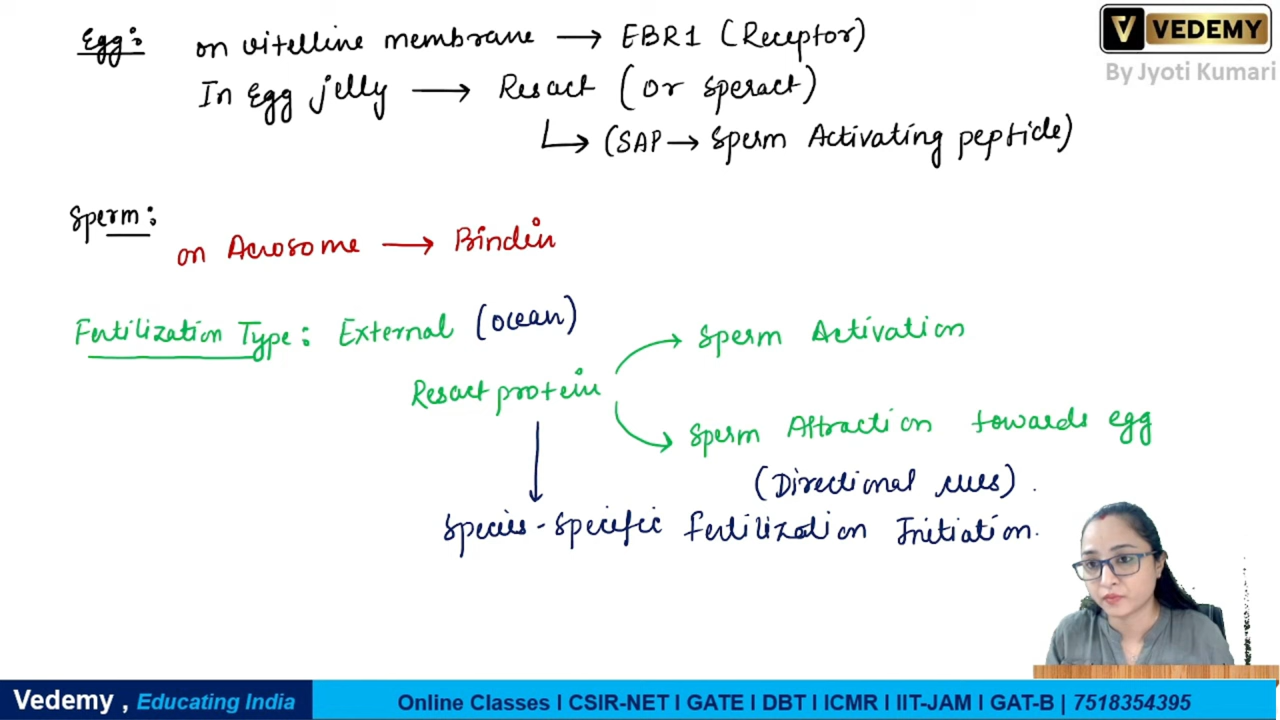 Egg: on vitelline membrane → EBR1 (Receptor)
In Egg jelly → Resact (or speract)
↳ (SAP → Sperm Activating peptide)
Sperm:
on Acrosome → Bindin
Fertilization Type: External (ocean)
Sperm Activation
Resact protein
Sperm Attraction towards egg
(Directional cues).
Species-specific fertilization Initiation.
V VEDEMY
By Jyoti Kumari
Vedemy , Educating India
Online Classes I CSIR-NET I GATE I DBT I ICMR I IIT-JAM I GAT-B | 7518354395